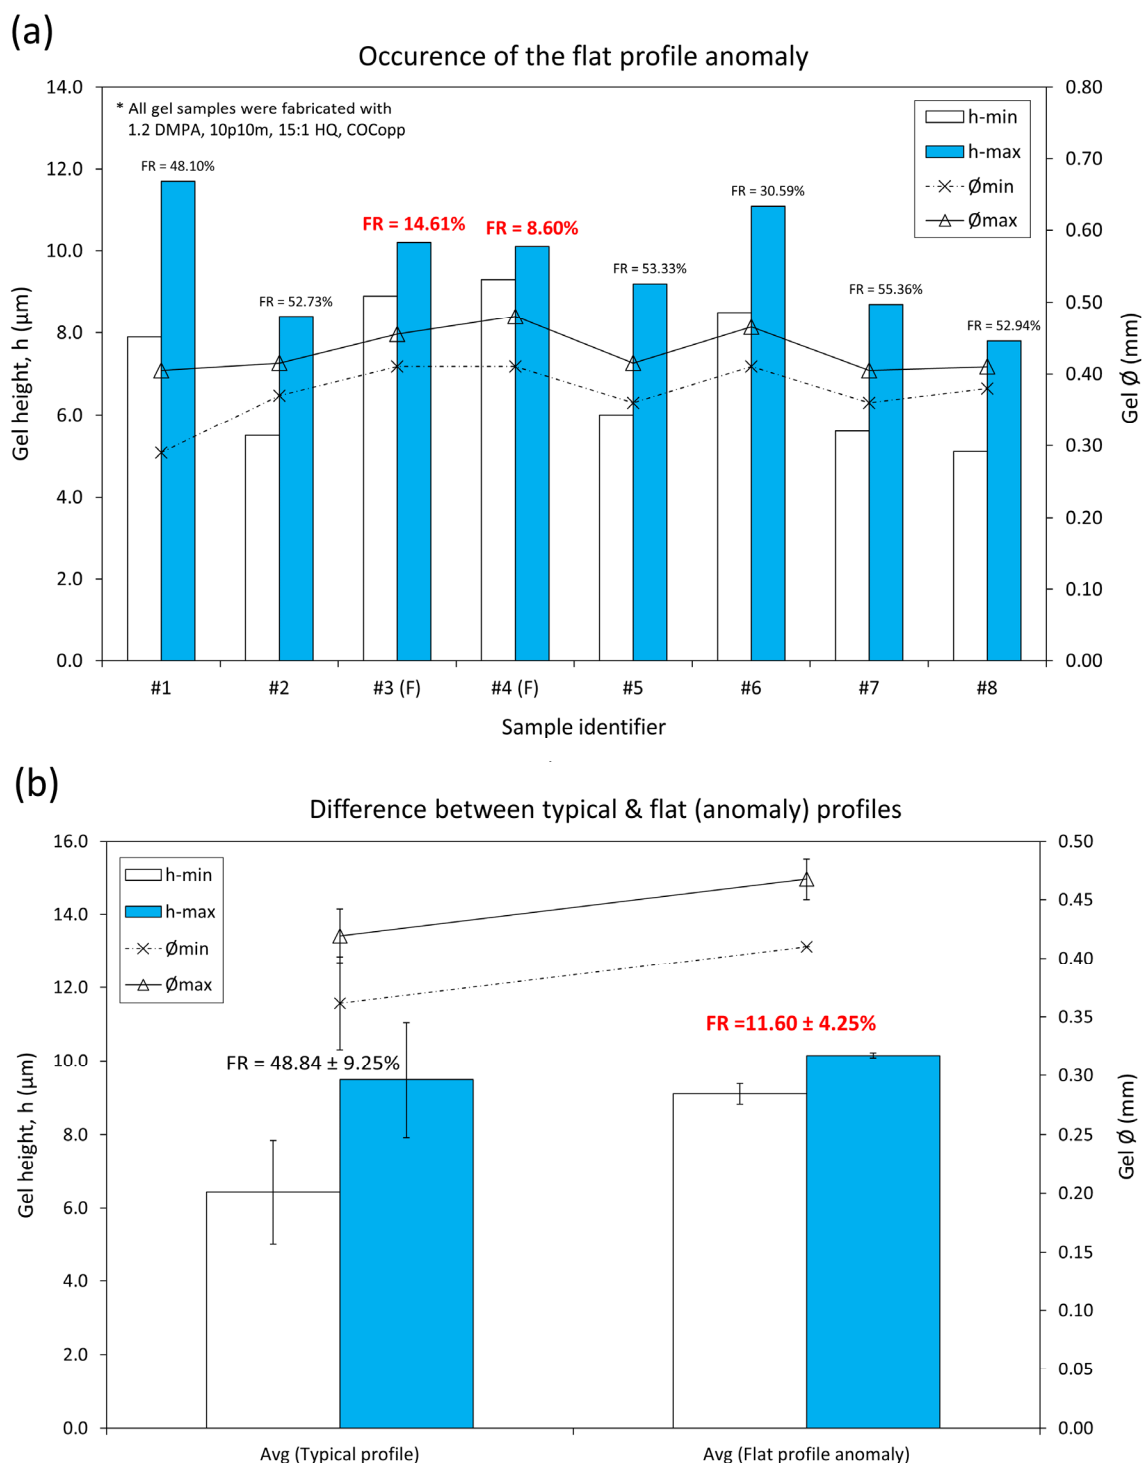 (a)
Occurence of the flat profile anomaly
* All gel samples were fabricated with
1.2 DMPA, 10p10m, 15:1 HQ, COCopp
h-min
h-max
Ømin
Ømax
FR = 48.10%
FR = 52.73%
FR = 14.61%
FR = 8.60%
FR = 53.33%
FR = 30.59%
FR = 55.36%
FR = 52.94%
14.0
12.0
10.0
8.0
6.0
4.0
2.0
0.0
Gel height, h (µm)
0.80
0.70
0.60
0.50
0.40
0.30
0.20
0.10
0.00
Gel Ø (mm)
#1 #2 #3 (F) #4 (F) #5 #6 #7 #8
Sample identifier
(b)
Difference between typical & flat (anomaly) profiles
h-min
h-max
Ømin
Ømax
FR = 48.84 ± 9.25%
FR =11.60 ± 4.25%
16.0
14.0
12.0
10.0
8.0
6.0
4.0
2.0
0.0
Gel height, h (µm)
0.50
0.45
0.40
0.35
0.30
0.25
0.20
0.15
0.10
0.05
0.00
Gel Ø (mm)
Avg (Typical profile) Avg (Flat profile anomaly)